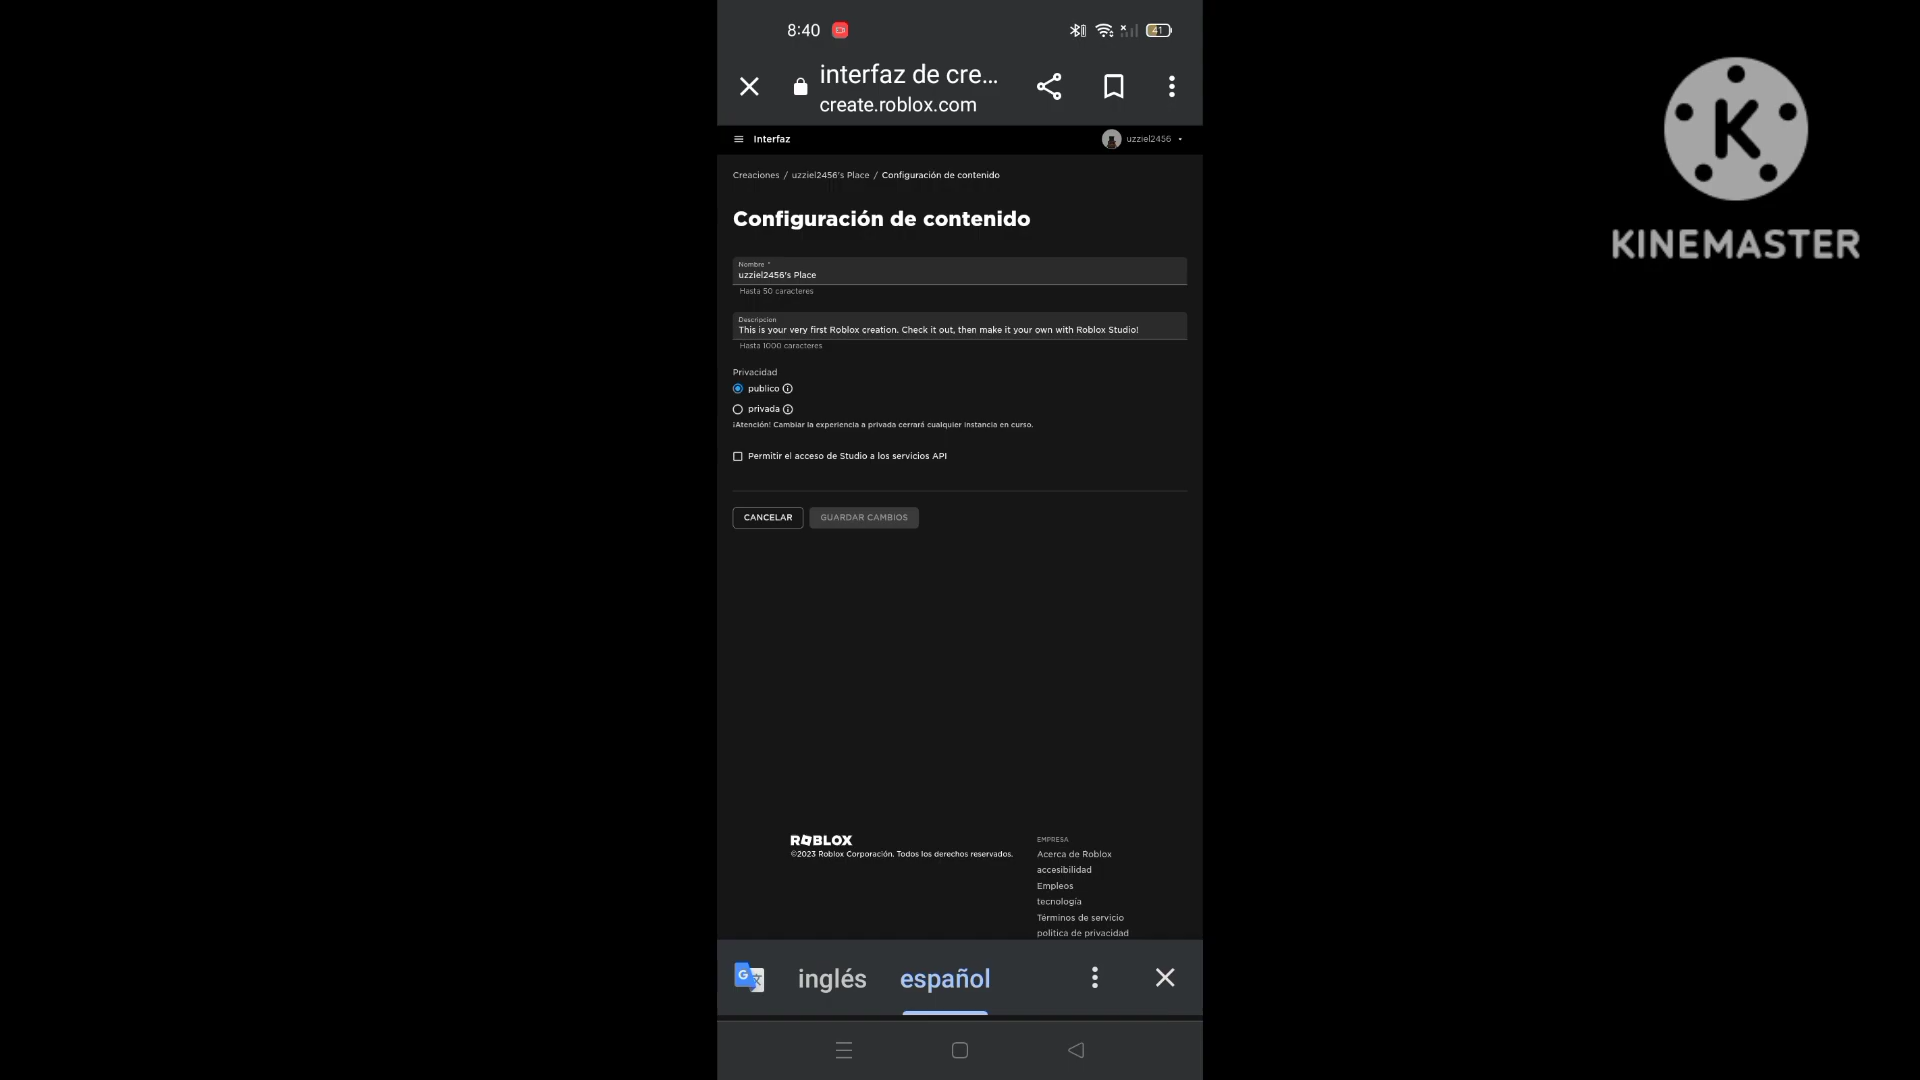 8:40
41
interfaz de cre...
create.roblox.com
Interfaz
uzziel2456
Creaciones / uzziel2456's Place / Configuración de contenido
Configuración de contenido
Nombre *
uzziel2456's Place
Hasta 50 caracteres
Descripcion
This is your very first Roblox creation. Check it out, then make it your own with Roblox Studio!
Hasta 1000 caracteres
Privacidad
publico
privada
¡Atención! Cambiar la experiencia a privada cerrará cualquier instancia en curso.
Permitir el acceso de Studio a los servicios API
CANCELAR GUARDAR CAMBIOS
ROBLOX
©2023 Roblox Corporación. Todos los derechos reservados.
EMPRESA
Acerca de Roblox
accesibilidad
Empleos
tecnología
Términos de servicio
política de privacidad
G
inglés español
K
KINEMASTER